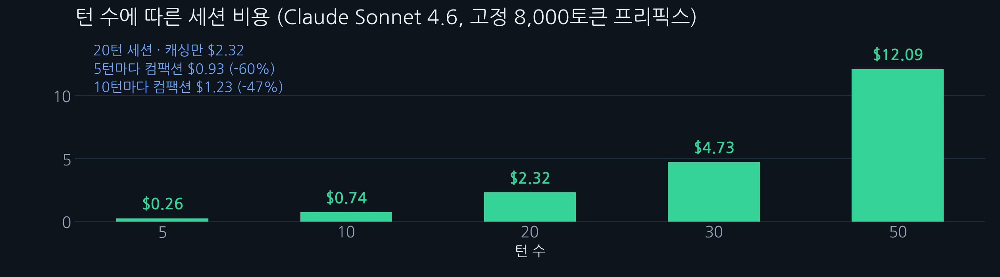 턴 수에 따른 세션 비용 (Claude Sonnet 4.6, 고정 8,000토큰 프리픽스)
20턴 세션 · 캐싱만 $2.32
5턴마다 컴팩션 $0.93 (-60%)
10턴마다 컴팩션 $1.23 (-47%)
10
5
0
$0.26
$0.74
$2.32
$4.73
$12.09
5
10
20
30
50
턴 수